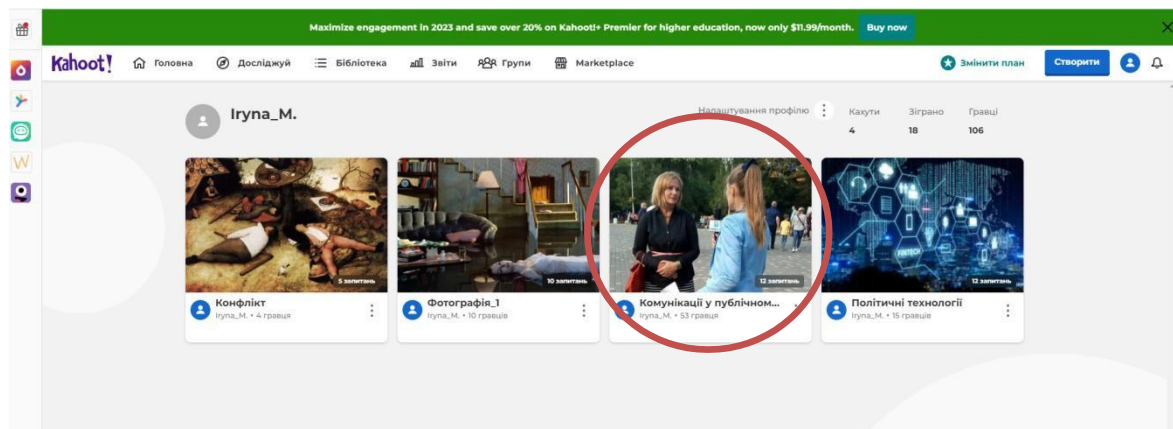 Maximize engagement in 2023 and save over 20% on Kahoot!+ Premier for higher education, now only $11.99/month. Buy now
Kahoot! Головна Досліджуй Бібліотека Звіти Групи Marketplace Змінити план Створити
Iryna_M.
Налаштування профілю Кахути Зіграно Гравці
4 18 106
5 запитань 10 запитань 12 запитань 12 запитань
Конфлікт Фотографія_1 Комунікації у публічном... Політичні технології
Iryna_M. • 4 гравця Iryna_M. • 10 гравців Iryna_M. • 53 гравця Iryna_M. • 15 гравців
W
FINTECH